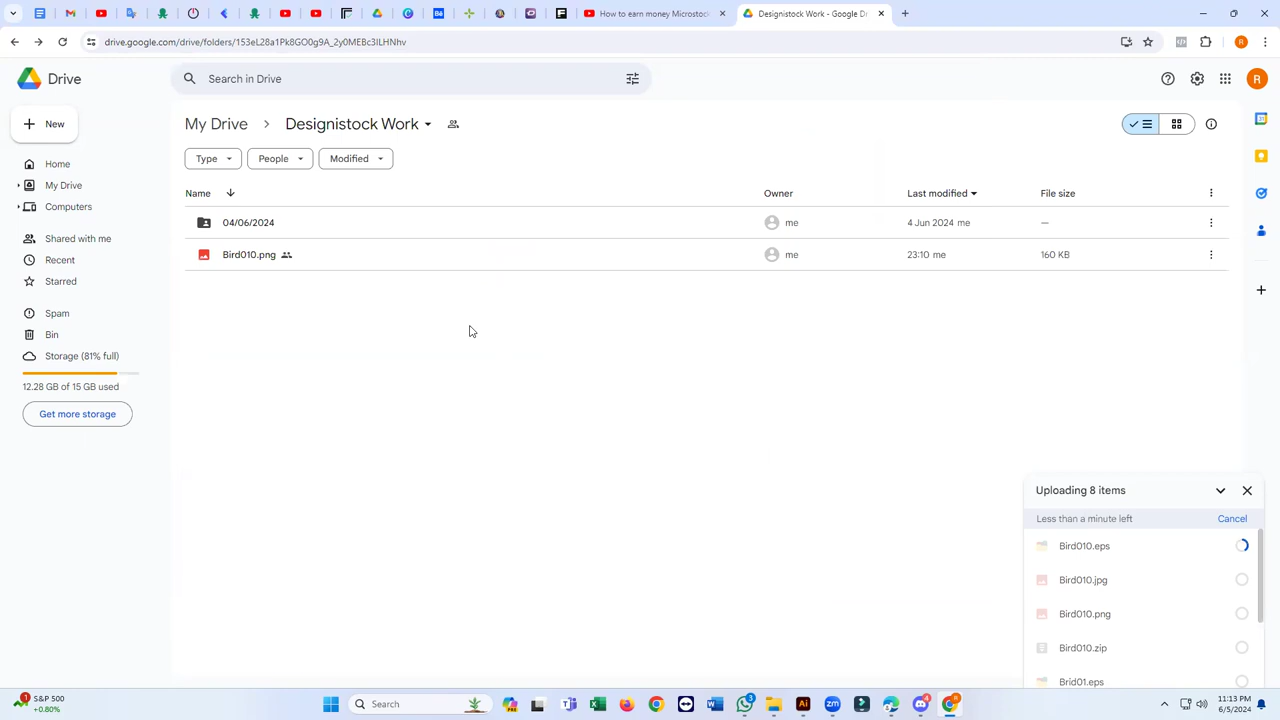 How to earn money Microstock
Designistock Work - Google Dr
drive.google.com/drive/folders/153eL28a1Pk8GO0g9A_2y0MEBc3ILHNhv
R
Drive
Search in Drive
R
New
My Drive
Designistock Work
Type
People
Modified
Home
My Drive
Computers
Shared with me
Recent
Starred
Spam
Bin
Storage (81% full)
12.28 GB of 15 GB used
Get more storage
Name
Owner
Last modified
File size
04/06/2024
me
4 Jun 2024 me
—
Bird010.png
me
23:10 me
160 KB
Uploading 8 items
Less than a minute left
Cancel
Bird010.eps
Bird010.jpg
Bird010.png
Bird010.zip
Brid01.eps
S&P 500
+0.80%
Search
11:13 PM
6/5/2024